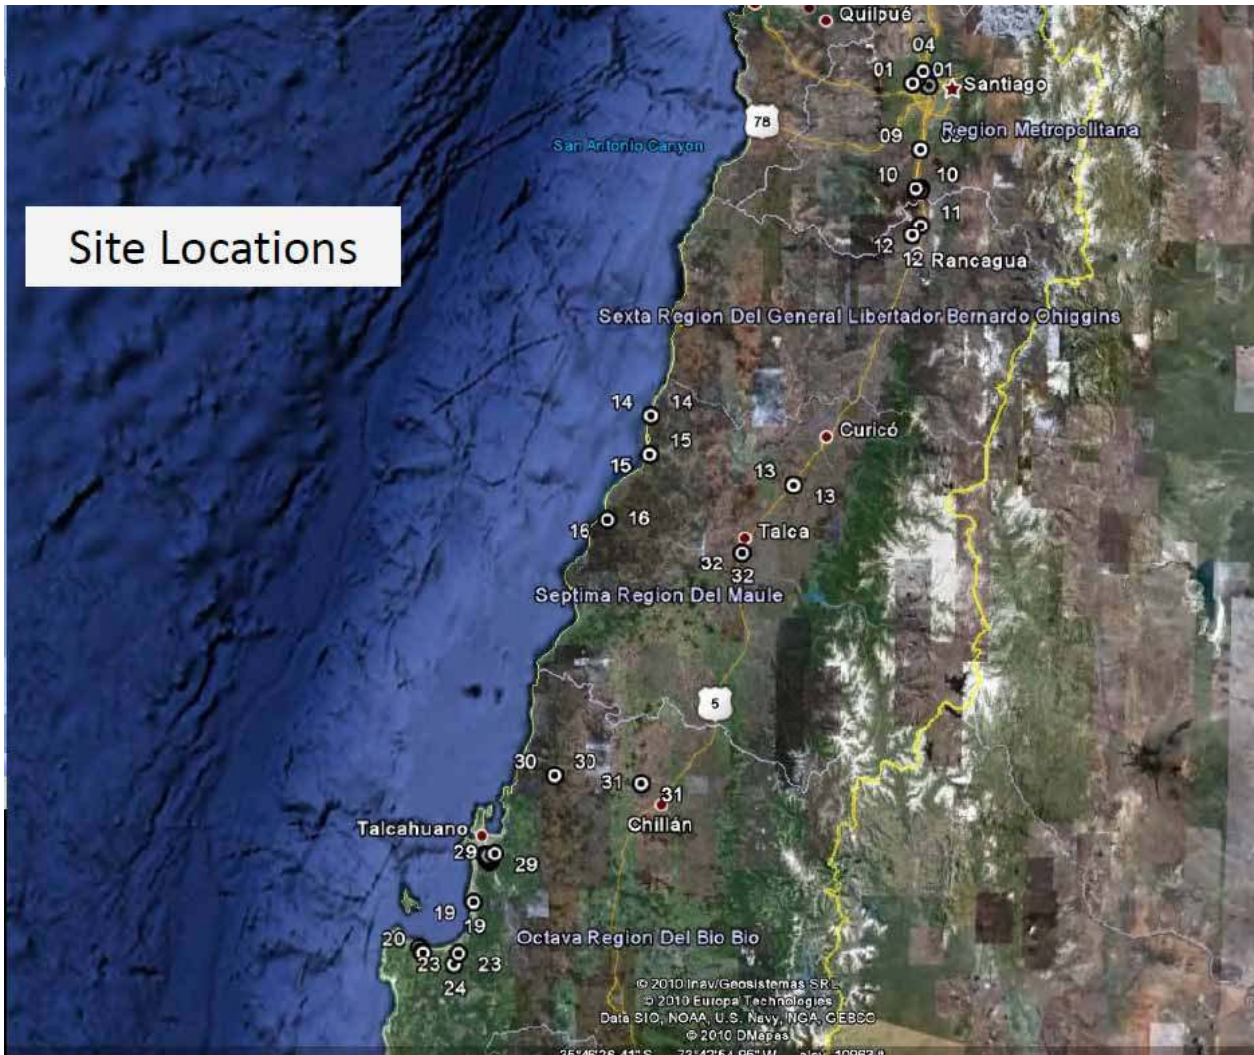 Quilpué
04
01
01
Santiago
78
Region Metropolitana
09
San Antonio Canyon
10
10
11
Site Locations
12
12
Rancagua
Sexta Region Del General Libertador Bernardo Ohiggins
14
14
Curicó
15
15
13
13
16
16
Talca
32
32
Septima Region Del Maule
5
30
30
31
31
Chillán
Talcahuano
29
29
19
19
20
Octava Region Del Bio Bio
23
23
24
© 2010 Inav/Geosistemas SRL
© 2010 Europa Technologies
Data SIO, NOAA, U.S. Navy, NGA, GEBCO
© 2010 DMapas